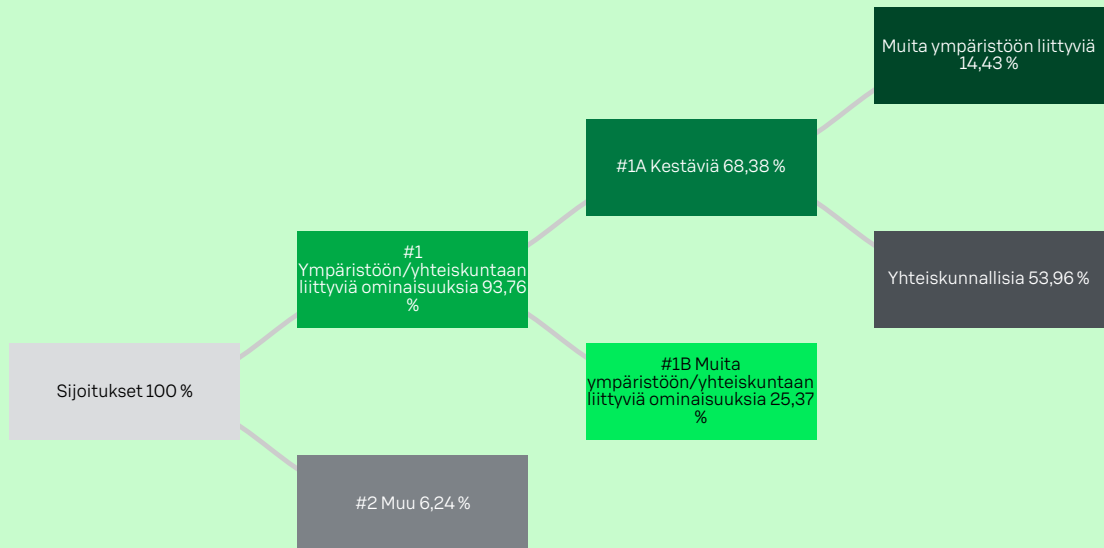 Muita ympäristöön liittyviä
14,43 %
#1A Kestäviä 68,38 %
#1
Ympäristöön/yhteiskuntaan
liittyviä ominaisuuksia 93,76
%
Yhteiskunnallisia 53,96 %
Sijoitukset 100 %
#1B Muita
ympäristöön/yhteiskuntaan
liittyviä ominaisuuksia 25,37
%
#2 Muu 6,24 %